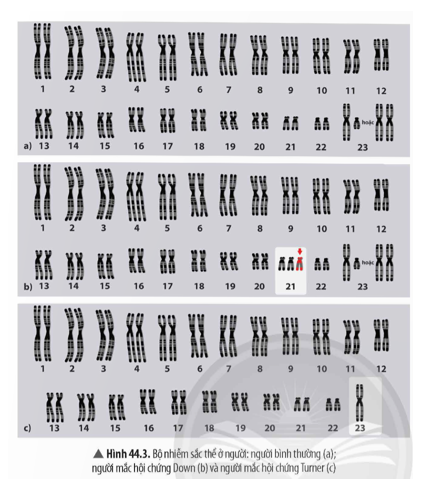 1 2 3 4 5 6 7 8 9 10 11 12
hoặc
a) 13 14 15 16 17 18 19 20 21 22 23
1 2 3 4 5 6 7 8 9 10 11 12
hoặc
b) 13 14 15 16 17 18 19 20 21 22 23
1 2 3 4 5 6 7 8 9 10 11 12
c) 13 14 15 16 17 18 19 20 21 22 23
▲ Hình 44.3. Bộ nhiễm sắc thể ở người: người bình thường (a);
người mắc hội chứng Down (b) và người mắc hội chứng Turner (c)